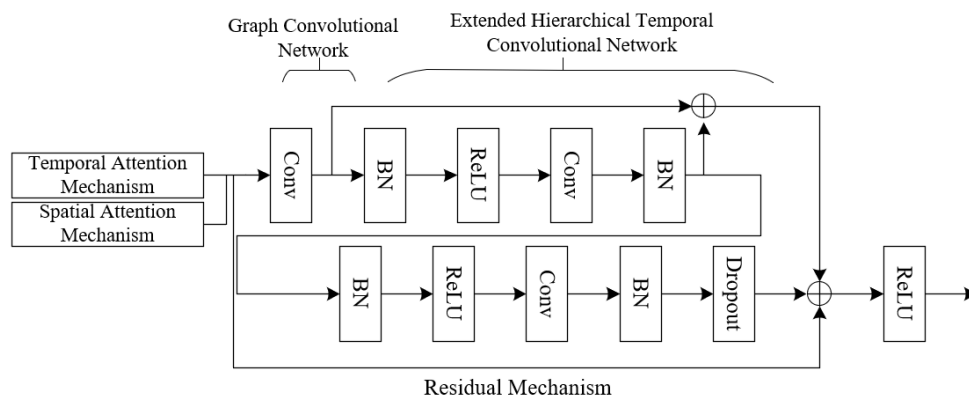 Graph Convolutional
Network
Extended Hierarchical Temporal
Convolutional Network
Temporal Attention
Mechanism
Spatial Attention
Mechanism
Conv
BN
ReLU
Conv
BN
BN
ReLU
Conv
BN
Dropout
ReLU
Residual Mechanism